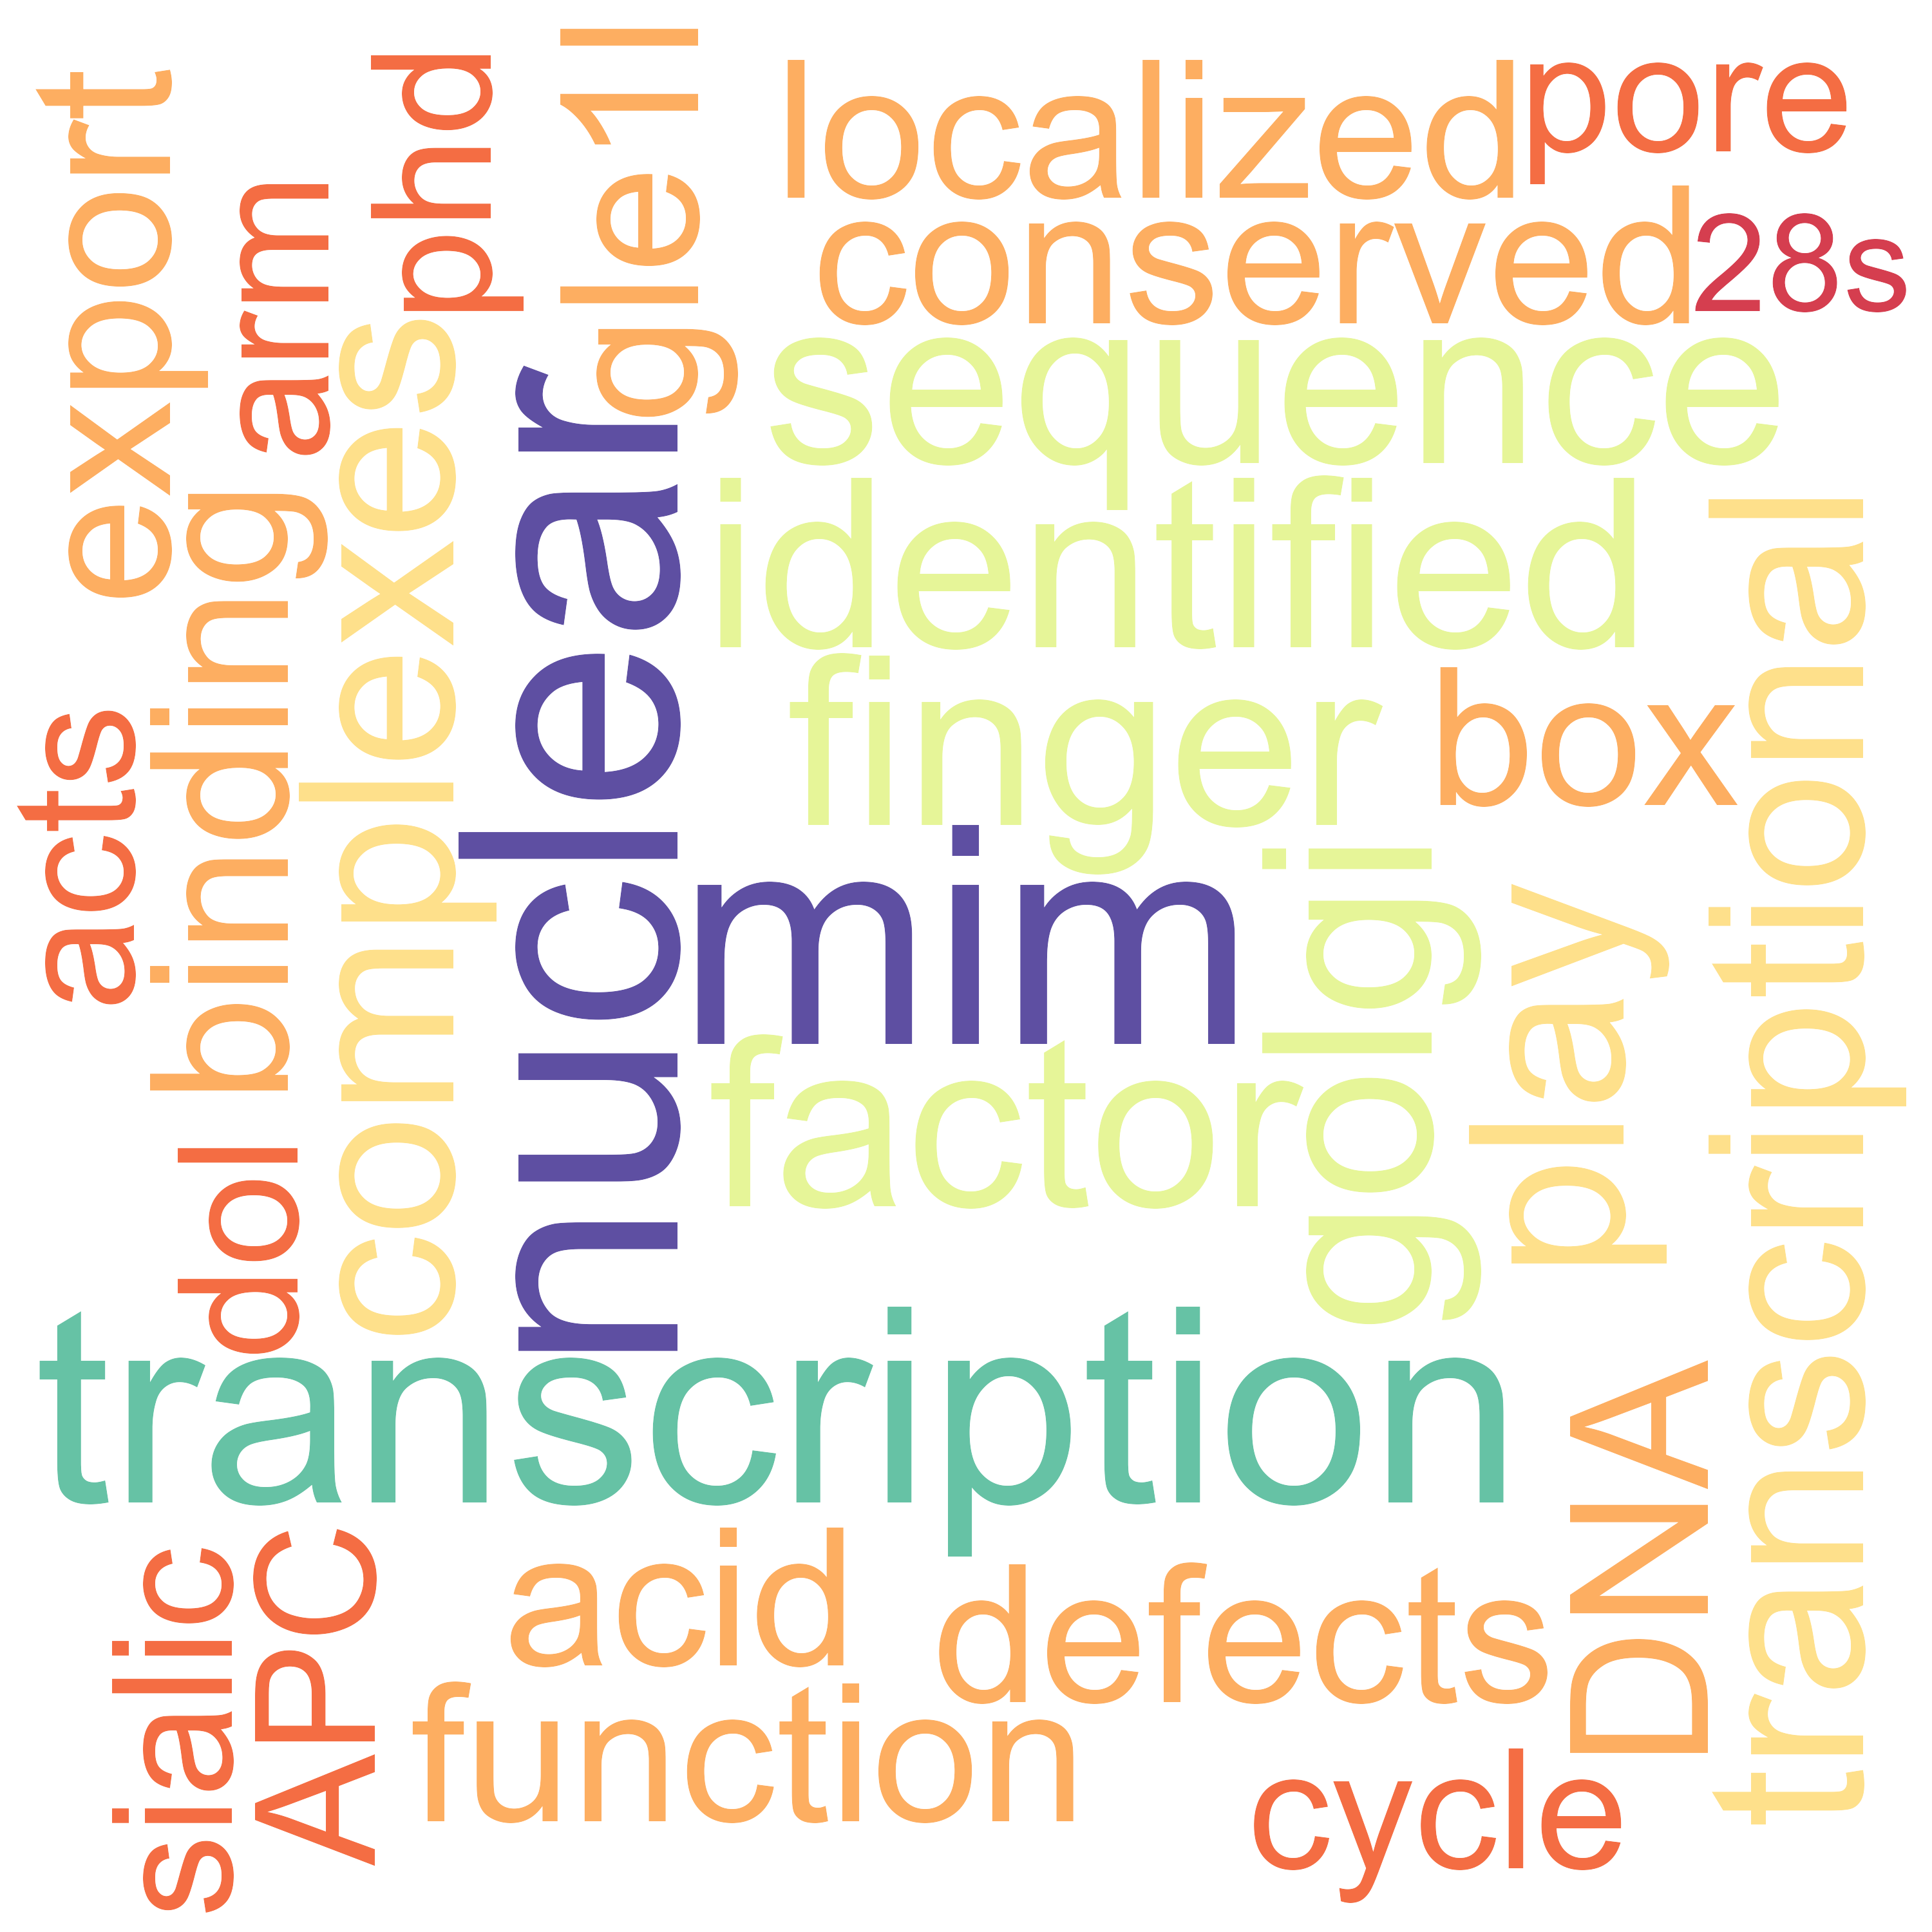 export
arm
phd
gle1l
localized
pore
conserved
28s
sequence
identified
finger
box
transcriptional
acts
binding
complexes
nuclear
mim
golgi
play
factor
dol
transcription
DNA
sialic
APC
acid
defects
function
cycle